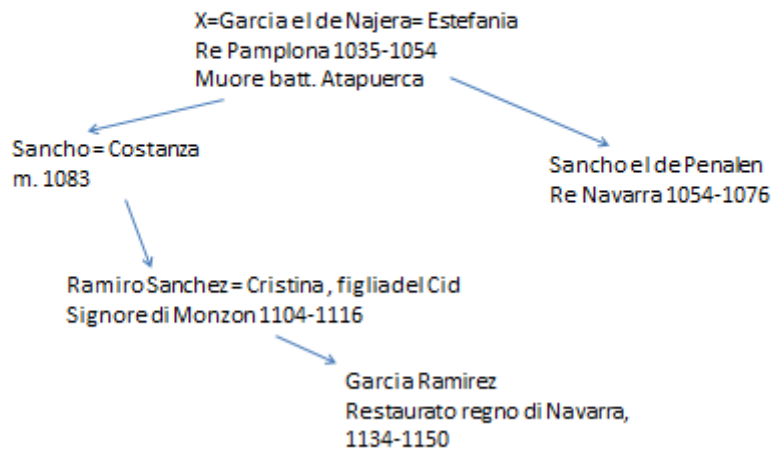 X=Garcia el de Najera= Estefania
Re Pamplona 1035-1054
Muore batt. Atapuerca
Sancho = Costanza
m. 1083
Sancho el de Penalen
Re Navarra 1054-1076
Ramiro Sanchez = Cristina, figlia del Cid
Signore di Monzon 1104-1116
Garcia Ramirez
Restaurato regno di Navarra,
1134-1150